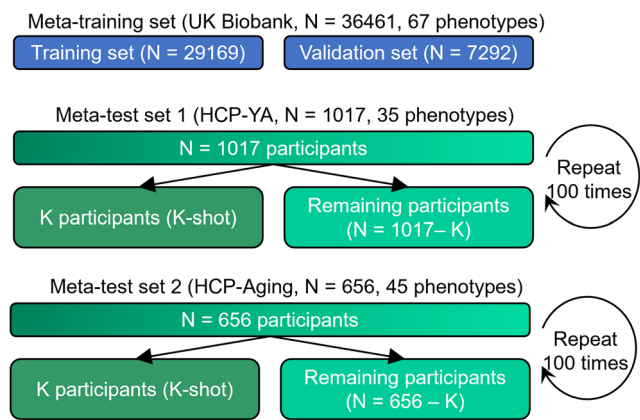 Meta-training set (UK Biobank, N = 36461, 67 phenotypes)
Training set (N = 29169)
Validation set (N = 7292)
Meta-test set 1 (HCP-YA, N = 1017, 35 phenotypes)
N = 1017 participants
K participants (K-shot)
Remaining participants
(N = 1017– K)
Repeat
100 times
Meta-test set 2 (HCP-Aging, N = 656, 45 phenotypes)
N = 656 participants
K participants (K-shot)
Remaining participants
(N = 656 – K)
Repeat
100 times